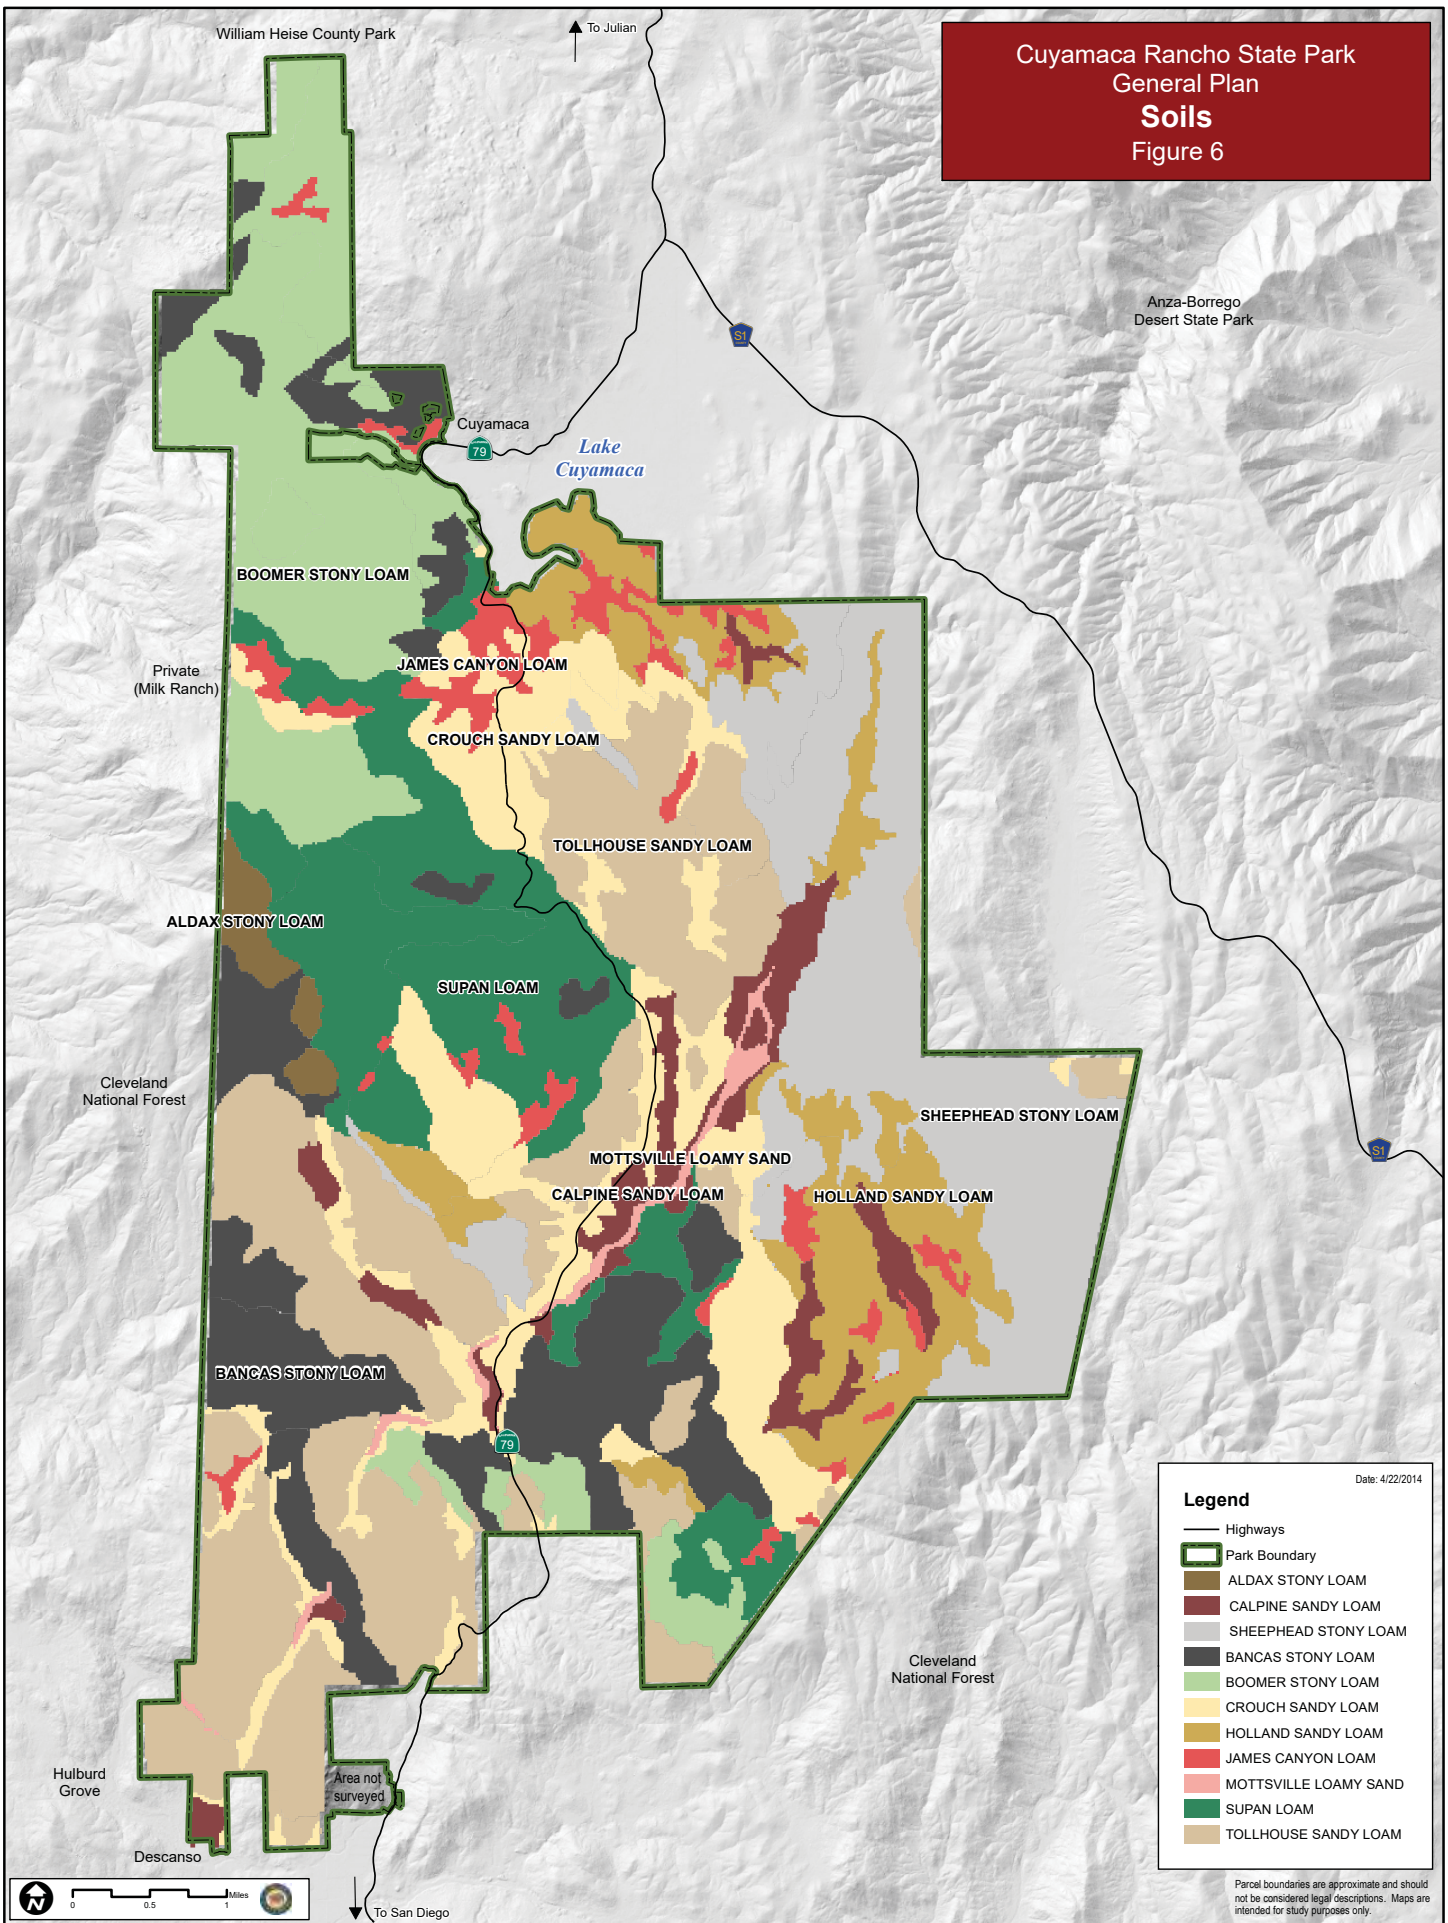 William Heise County Park
To Julian
Cuyamaca Rancho State Park
General Plan
Soils
Figure 6
Anza-Borrego
Desert State Park
S1
Cuyamaca
79
Lake
Cuyamaca
BOOMER STONY LOAM
Private
(Milk Ranch)
JAMES CANYON LOAM
CROUCH SANDY LOAM
TOLLHOUSE SANDY LOAM
ALDAX STONY LOAM
SUPAN LOAM
Cleveland
National Forest
SHEEPHEAD STONY LOAM
S1
MOTTSVILLE LOAMY SAND
CALPINE SANDY LOAM
HOLLAND SANDY LOAM
BANCAS STONY LOAM
79
Cleveland
National Forest
Hulburd
Grove
Area not
surveyed
Descanso
Date: 4/22/2014
Legend
Highways
Park Boundary
ALDAX STONY LOAM
CALPINE SANDY LOAM
SHEEPHEAD STONY LOAM
BANCAS STONY LOAM
BOOMER STONY LOAM
CROUCH SANDY LOAM
HOLLAND SANDY LOAM
JAMES CANYON LOAM
MOTTSVILLE LOAMY SAND
SUPAN LOAM
TOLLHOUSE SANDY LOAM
N
Miles
0 0.5 1
To San Diego
Parcel boundaries are approximate and should
not be considered legal descriptions. Maps are
intended for study purposes only.